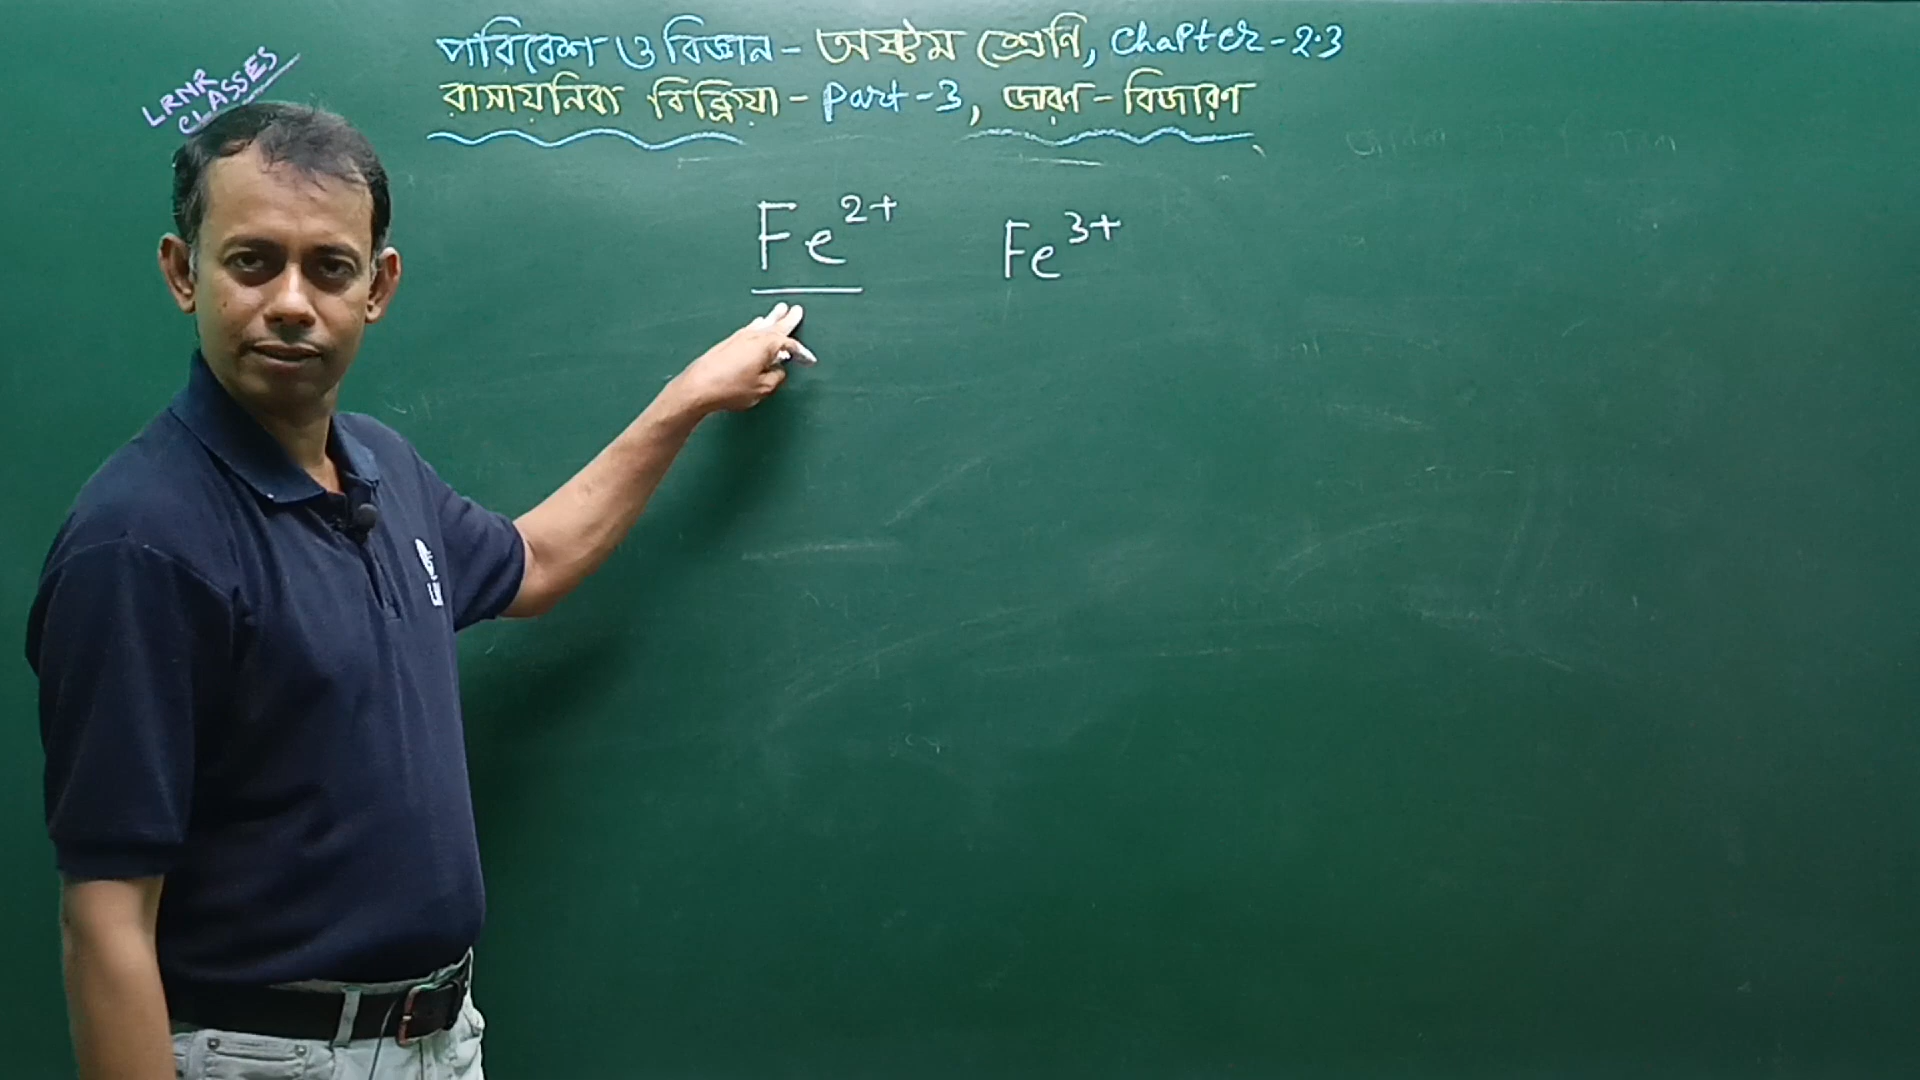 LRNR
CLASSES
পরিবেশ ও বিজ্ঞান - অষ্টম শ্রেণি, Chapter - 2.3
রাসায়নিক বিক্রিয়া - Part - 3, জারণ - বিজারণ
Fe²⁺ Fe³⁺